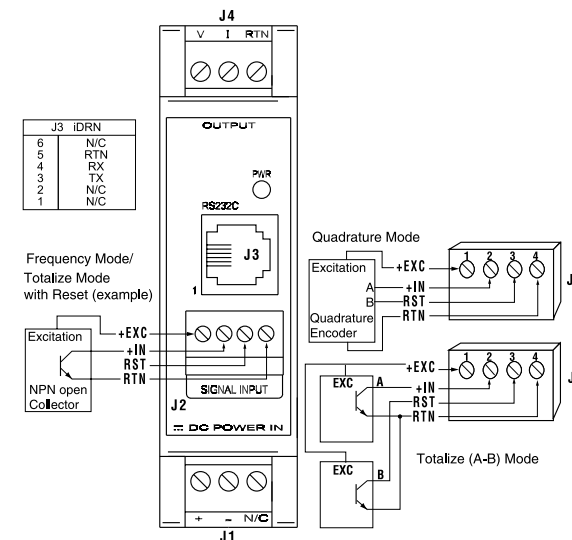 J4
V I RTN
OUTPUT
PWR
RS232C
J3
1
J3 iDRN
6 N/C
5 RTN
4 RX
3 TX
2 N/C
1 N/C
Frequency Mode/
Totalize Mode
with Reset (example)
Excitation
NPN open
Collector
+EXC
+IN
RST
RTN
SIGNAL INPUT
J2
DC POWER IN
+ – N/C
J1
Quadrature Mode
Excitation
A
B
Quadrature
Encoder
+EXC
+IN
RST
RTN
1 2 3 4
J
EXC
A
EXC
B
+EXC
+IN
RST
RTN
1 2 3 4
J
Totalize (A-B) Mode